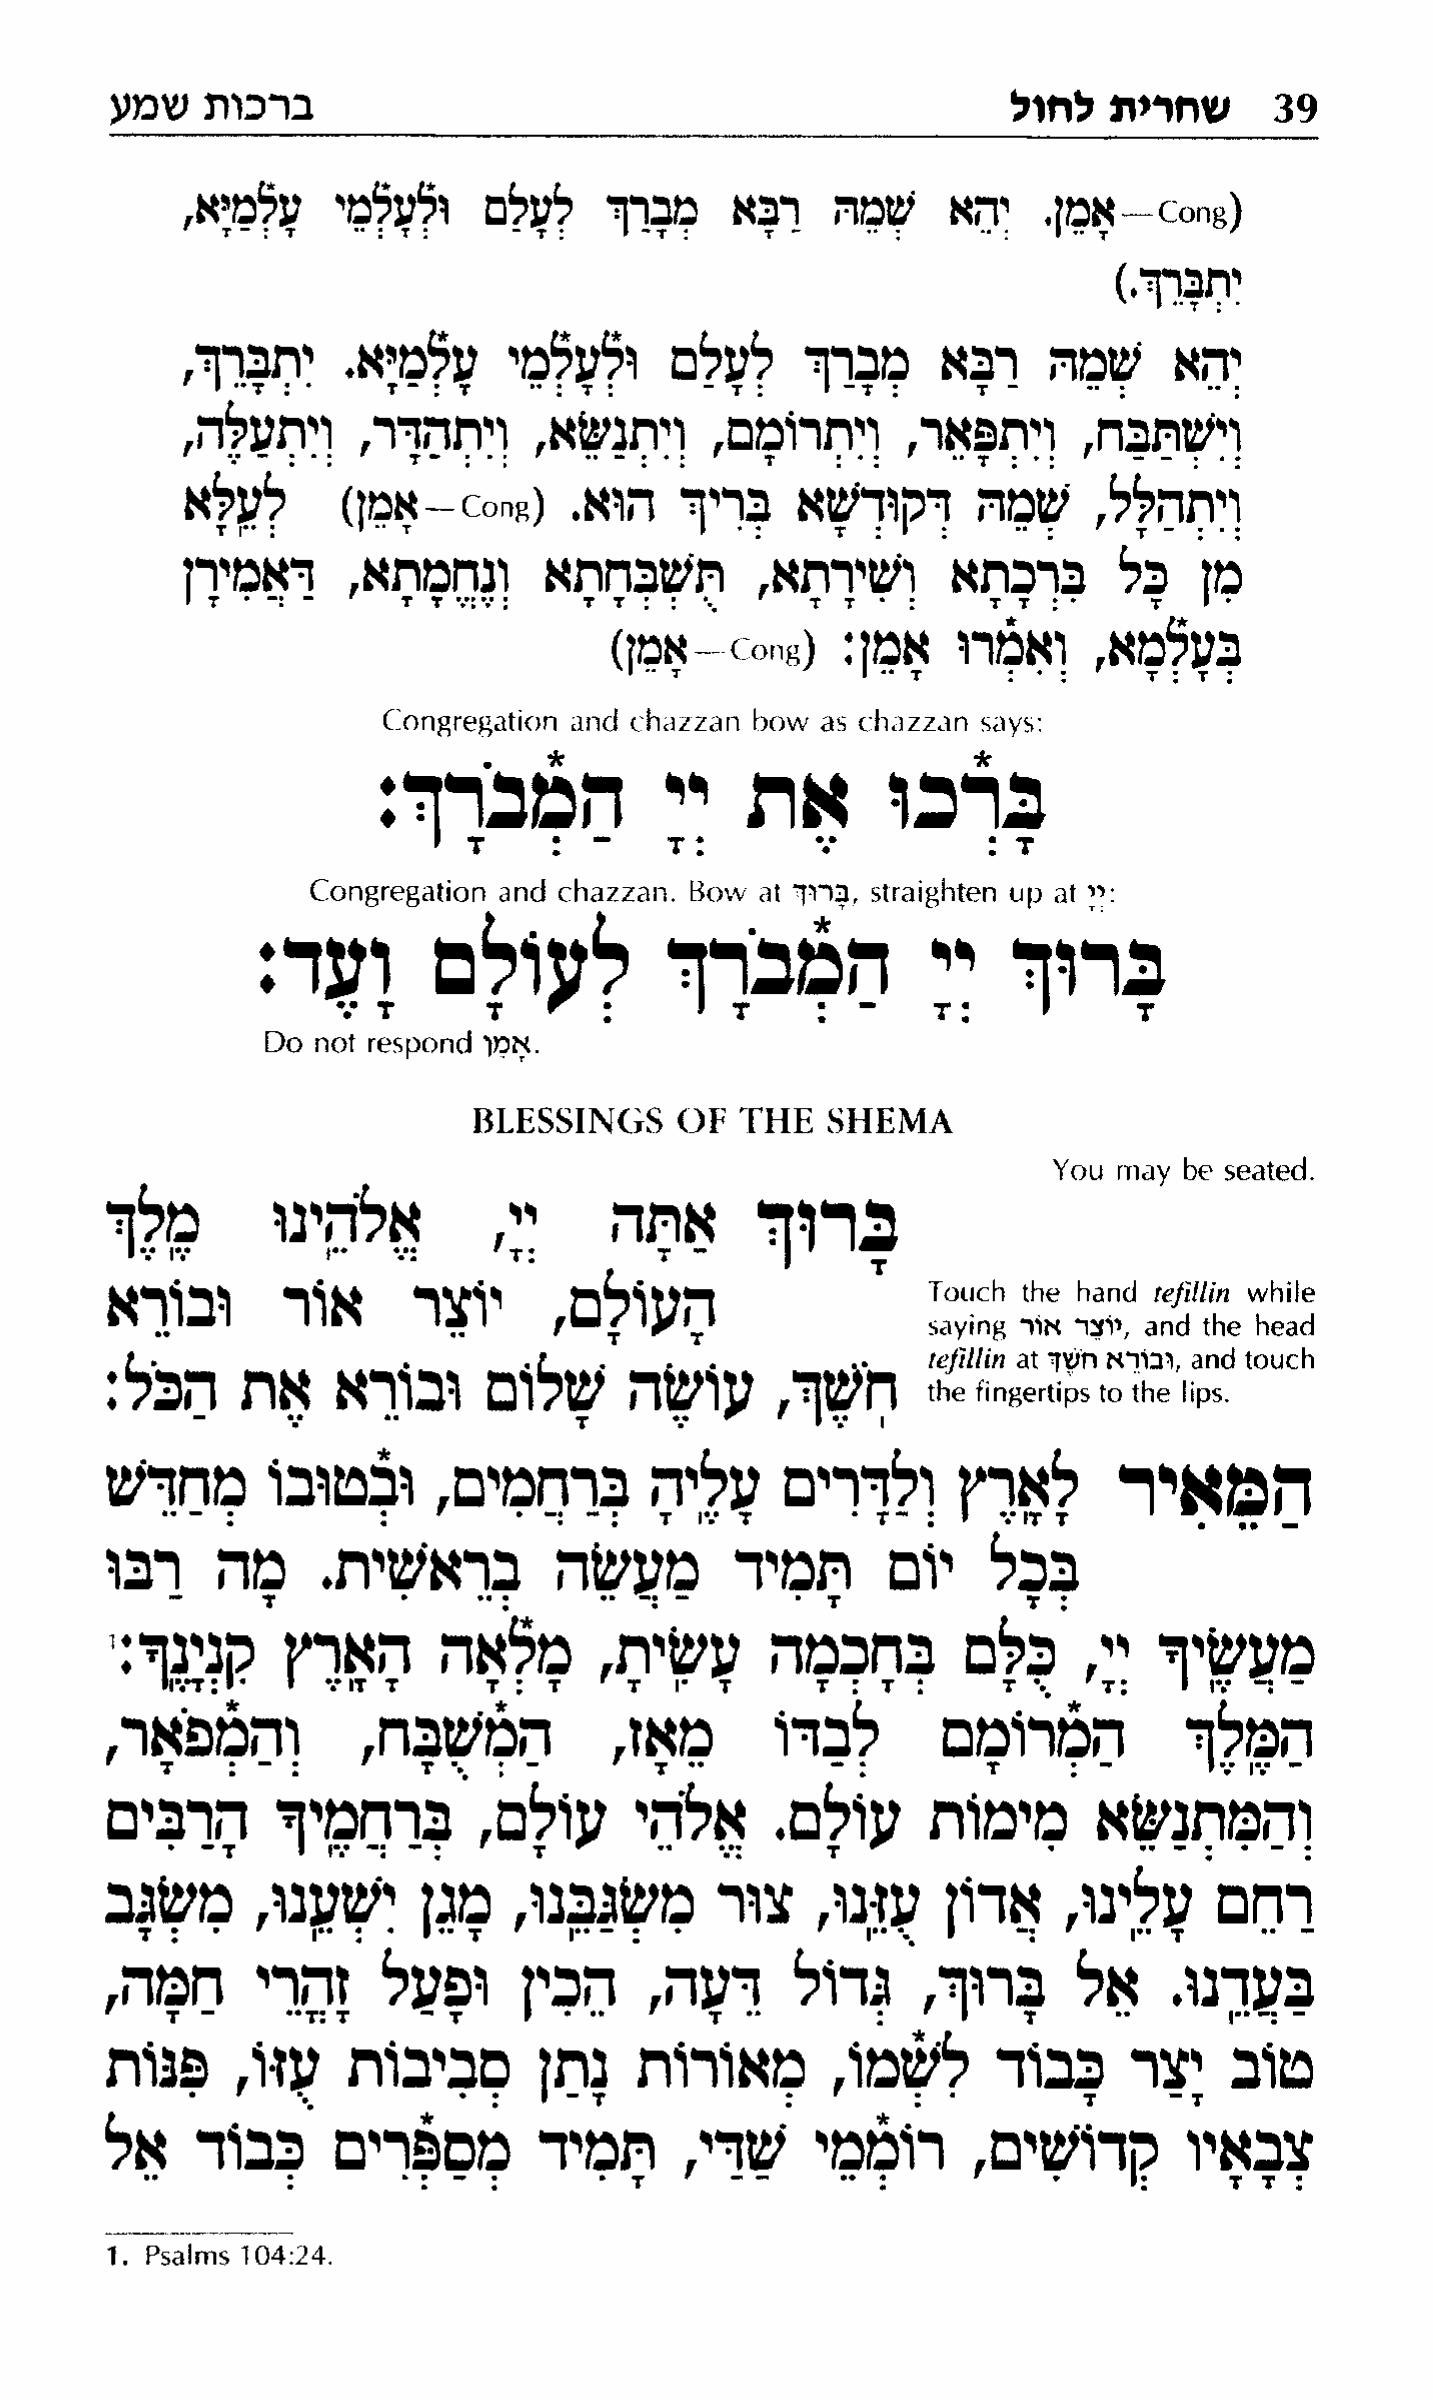 39 שחרית לחול ברכות שמע
(Cong—אָמֵן. יְהֵא שְׁמֵהּ רַבָּא מְבָרַךְ לְעָלַם וּלְ֯עָלְ֯מֵי עָלְ֯מַיָּא,
יִתְבָּרֵךְ.)
יְהֵא שְׁמֵהּ רַבָּא מְבָרַךְ לְעָלַם וּלְ֯עָלְ֯מֵי עָלְ֯מַיָּא. יִתְבָּרֵךְ,
וְיִשְׁתַּבַּח, וְיִתְפָּאֵר, וְיִתְרוֹמָם, וְיִתְנַשֵּׂא, וְיִתְהַדָּר, וְיִתְעַלֶּה,
וְיִתְהַלָּל, שְׁמֵהּ דְּקוּדְשָׁא בְּרִיךְ הוּא. (Cong—אָמֵן) לְעֵלָּא
מִן כָּל בִּרְכָתָא וְשִׁירָתָא, תֻּשְׁבְּחָתָא וְנֶחֱמָתָא, דַּאֲמִירָן
בְּעָלְ֯מָא, וְאִמְ֯רוּ אָמֵן: (Cong—אָמֵן)
Congregation and chazzan bow as chazzan says:
בָּרְ֯כוּ אֶת יְיָ הַמְ֯בֹרָךְ:
Congregation and chazzan. Bow at בָּרוּךְ, straighten up at יְיָ:
בָּרוּךְ יְיָ הַמְ֯בֹרָךְ לְעוֹלָם וָעֶד:
Do not respond אָמֵן.
BLESSINGS OF THE SHEMA
You may be seated.
בָּרוּךְ אַתָּה יְיָ, אֱלֹהֵֽינוּ מֶֽלֶךְ
הָעוֹלָם, יוֹצֵר אוֹר וּבוֹרֵא
חֽשֶׁךְ, עוֹשֶׂה שָׁלוֹם וּבוֹרֵא אֶת הַכֹּל:
Touch the hand tefillin while
saying יוֹצֵר אוֹר, and the head
tefillin at וּבוֹרֵא חשֶׁךְ, and touch
the fingertips to the lips.
הַמֵּאִיר לָאָֽרֶץ וְלַדָּרִים עָלֶֽיהָ בְּרַחֲמִים, וּבְ֯טוּבוֹ מְחַדֵּשׁ
בְּכָל יוֹם תָּמִיד מַעֲשֵׂה בְרֵאשִׁית. מָה רַבּוּ
מַעֲשֶֽׂיךָ יְיָ, כֻּלָּם בְּחָכְמָה עָשִֽׂיתָ, מָלְ֯אָה הָאָֽרֶץ קִנְיָנֶֽךָ:¹
הַמֶּֽלֶךְ הַמְ֯רוֹמָם לְבַדּוֹ מֵאָז, הַמְ֯שֻׁבָּח, וְהַמְ֯פֹאָר,
וְהַמִּתְנַשֵּׂא מִימוֹת עוֹלָם. אֱלֹהֵי עוֹלָם, בְּרַחֲמֶֽיךָ הָרַבִּים
רַחֵם עָלֵֽינוּ, אֲדוֹן עֻזֵּֽנוּ, צוּר מִשְׂגַּבֵּֽנוּ, מָגֵן יִשְׁעֵֽנוּ, מִשְׂגָּב
בַּעֲדֵֽנוּ. אֵל בָּרוּךְ, גְּדוֹל דֵּעָה, הֵכִין וּפָעַל זָהֳרֵי חַמָּה,
טוֹב יָצַר כָּבוֹד לִשְׁ֯מוֹ, מְאוֹרוֹת נָתַן סְבִיבוֹת עֻזּוֹ, פִּנּוֹת
צְבָאָיו קְדוֹשִׁים, רוֹמְ֯מֵי שַׁדַּי, תָּמִיד מְסַפְּ֯רִים כְּבוֹד אֵל
1. Psalms 104:24.